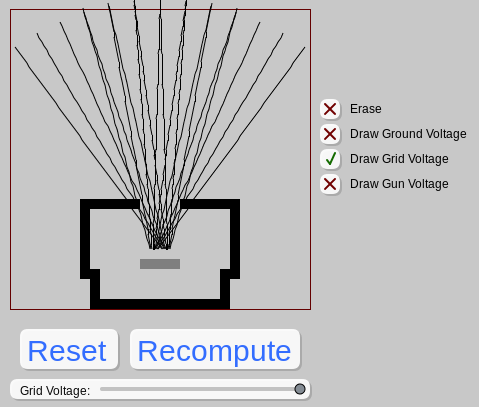 Erase
Draw Ground Voltage
Draw Grid Voltage
Draw Gun Voltage
Reset
Recompute
Grid Voltage: